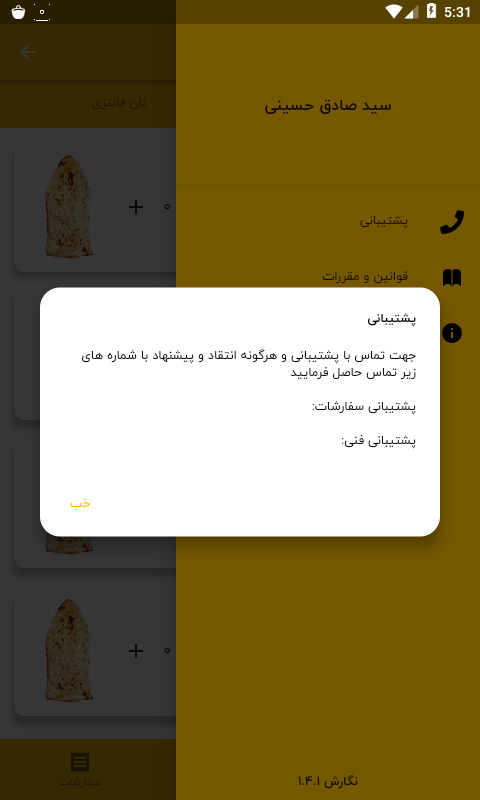 5:31
نان فانتزی
سید صادق حسینی
پشتیبانی
قوانین و مقررات
پشتیبانی
جهت تماس با پشتیبانی و هرگونه انتقاد و پیشنهاد با شماره های
زیر تماس حاصل فرمایید
پشتیبانی سفارشات:
پشتیبانی فنی:
خب
۰
۰
سفارشات
نگارش ۱.۴.۱